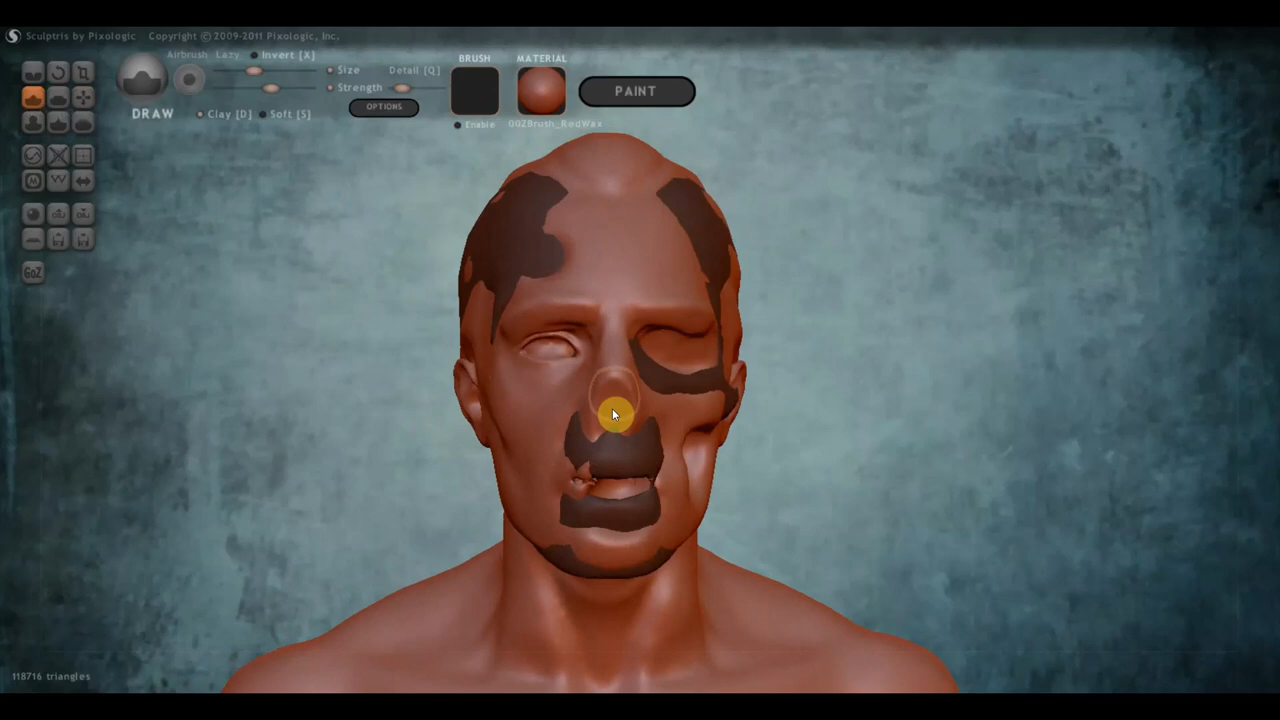 Sculptris by Pixologic Copyright ©2009-2011 Pixologic, Inc.
Airbrush Lazy Invert [X]
Size Detail [Q]
Strength
OPTIONS
DRAW Clay [D] Soft [S]
BRUSH
Enable
MATERIAL
00ZBrush_RedWax
PAINT
GoZ
118716 triangles